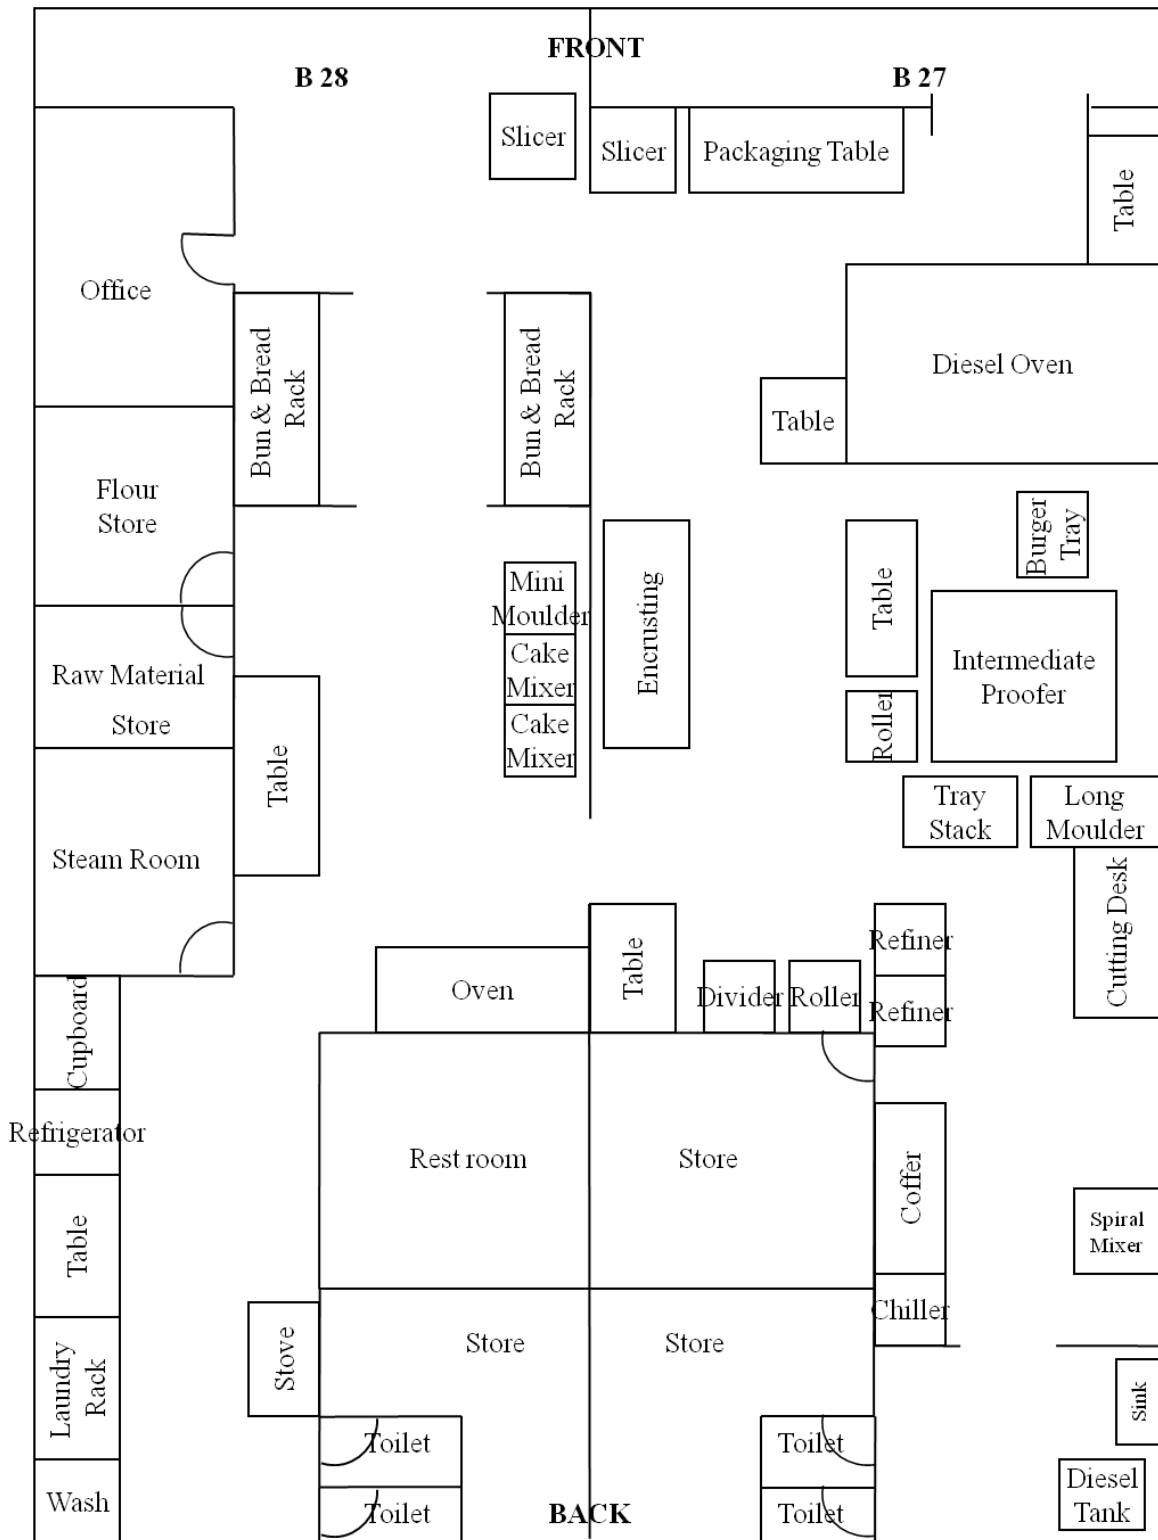 FRONT
B 28
B 27
Slicer
Slicer
Packaging Table
Table
Office
Bun & Bread
Rack
Bun & Bread
Rack
Diesel Oven
Table
Flour
Store
Burger
Tray
Mini
Moulder
Cake
Mixer
Cake
Mixer
Encrusting
Table
Intermediate
Proofer
Roller
Raw Material
Store
Table
Tray
Stack
Long
Moulder
Steam Room
Cutting Desk
Refiner
Refiner
Oven
Table
Divider
Roller
Cupboard
Refrigerator
Rest room
Store
Coffer
Table
Spiral
Mixer
Chiller
Stove
Store
Store
Laundry
Rack
Sink
Toilet
Toilet
Diesel
Tank
Wash
Toilet
BACK
Toilet